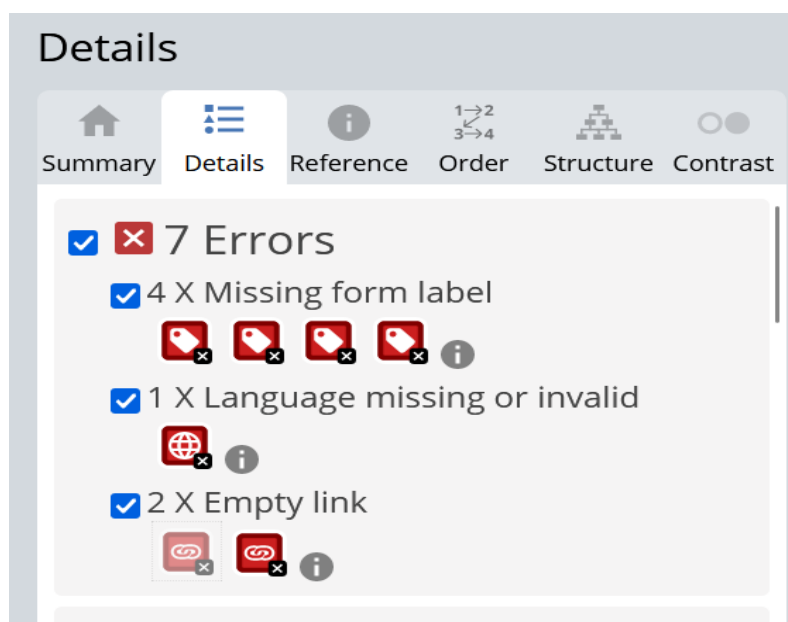 Details
Summary Details Reference Order Structure Contrast
1→2
3→4
7 Errors
4 X Missing form label
1 X Language missing or invalid
2 X Empty link